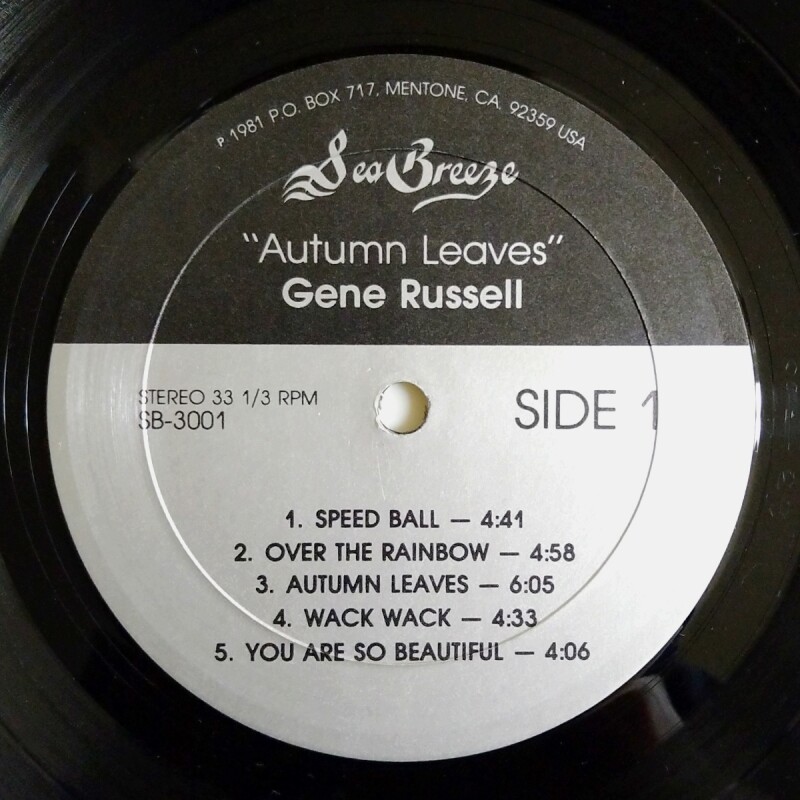 ℗ 1981 P.O. BOX 717, MENTONE, CA. 92359 USA
Sea Breeze
"Autumn Leaves"
Gene Russell
STEREO 33 1/3 RPM
SB-3001
SIDE 1
1. SPEED BALL — 4:41
2. OVER THE RAINBOW — 4:58
3. AUTUMN LEAVES — 6:05
4. WACK WACK — 4:33
5. YOU ARE SO BEAUTIFUL — 4:06